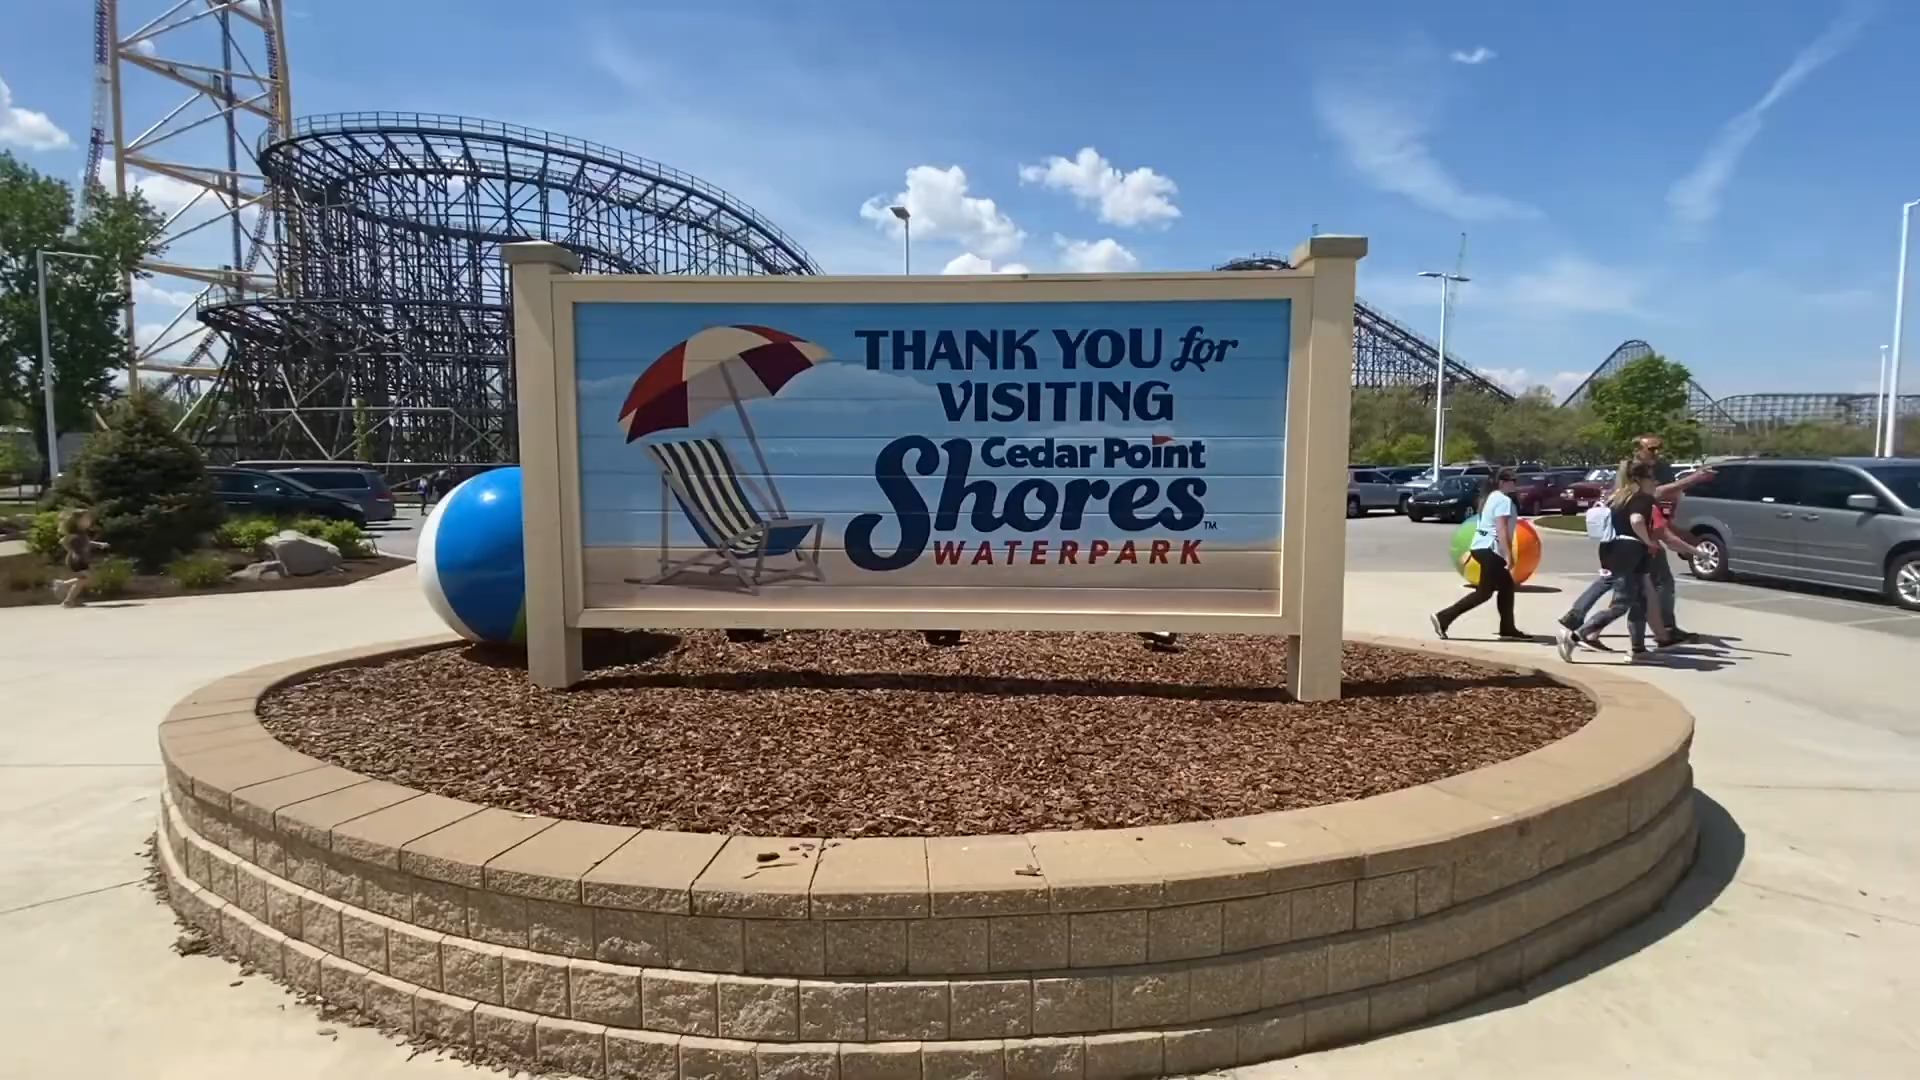 THANK YOU for
VISITING
Cedar Point
Shores™
WATERPARK